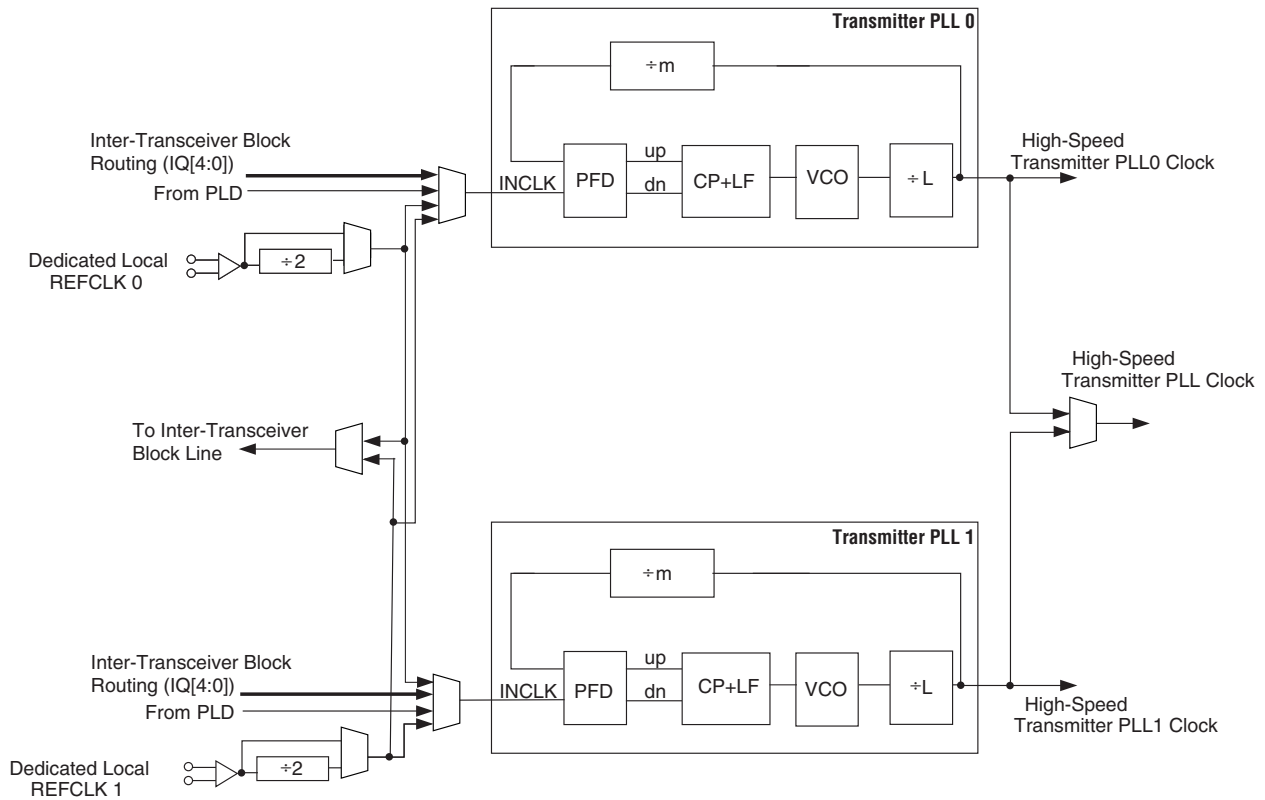 Transmitter PLL 0
÷m
Inter-Transceiver Block
Routing (IQ[4:0])
From PLD
INCLK
PFD
up
dn
CP+LF
VCO
÷L
High-Speed
Transmitter PLL0 Clock
Dedicated Local
REFCLK 0
÷2
High-Speed
Transmitter PLL Clock
To Inter-Transceiver
Block Line
Transmitter PLL 1
÷m
Inter-Transceiver Block
Routing (IQ[4:0])
From PLD
INCLK
PFD
up
dn
CP+LF
VCO
÷L
High-Speed
Transmitter PLL1 Clock
Dedicated Local
REFCLK 1
÷2